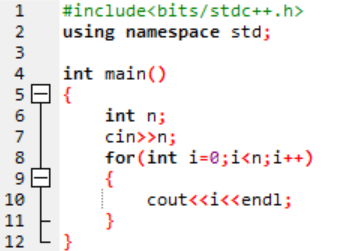 1 #include<bits/stdc++.h>
2 using namespace std;
3
4 int main()
5 {
6 int n;
7 cin>>n;
8 for(int i=0;i<n;i++)
9 {
10 cout<<i<<endl;
11 }
12 }